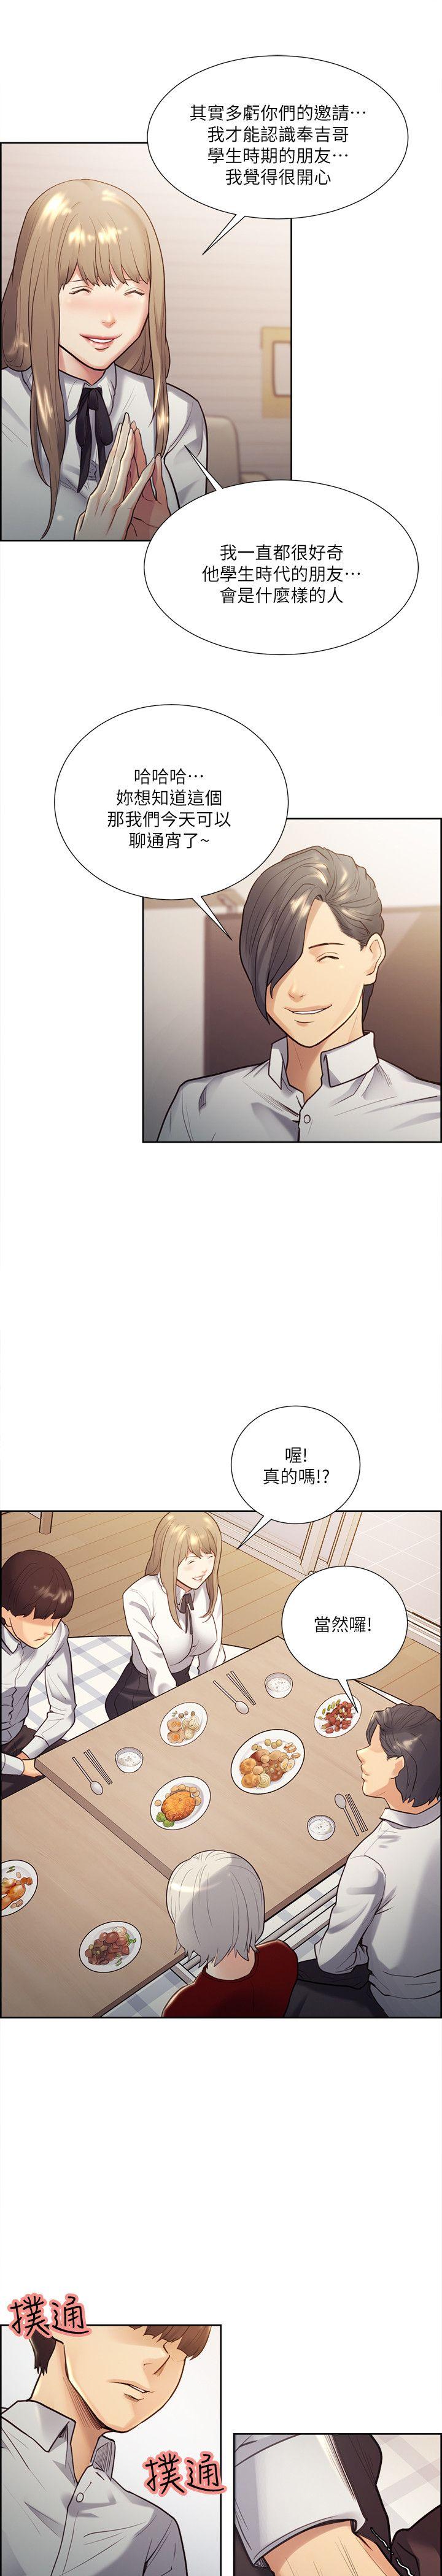 其實多虧你們的邀請…
我才能認識奉吉哥
學生時期的朋友…
我覺得很開心
我一直都很好奇
他學生時代的朋友…
會是什麼樣的人
哈哈哈…
妳想知道這個
那我們今天可以
聊通宵了~
喔!
真的嗎!?
當然囉!
撲通
撲通